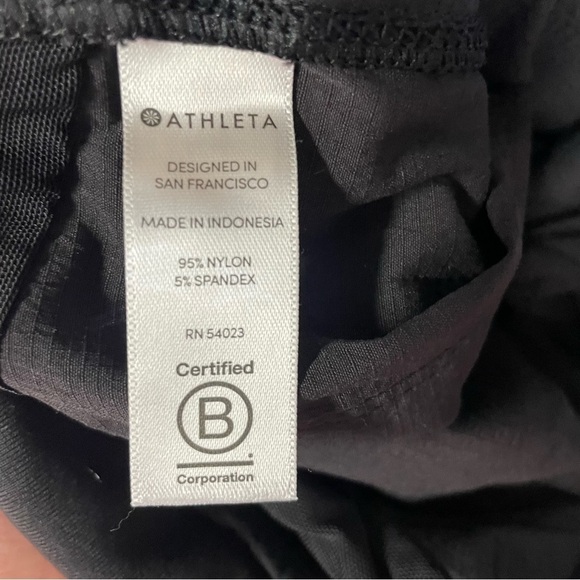 ATHLETA
DESIGNED IN
SAN FRANCISCO
MADE IN INDONESIA
95% NYLON
5% SPANDEX
RN 54023
Certified
B
Corporation